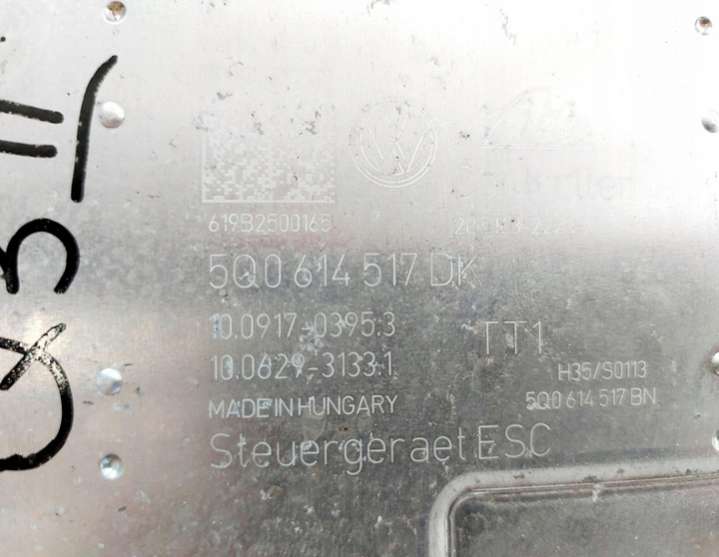 619B2500165
5Q0 614 517 DK
10.0917-0395.3
TT1
10.0629-3133.1
H35/S0113
MADE IN HUNGARY
5Q0 614 517 BN
Steuergeraet ESC